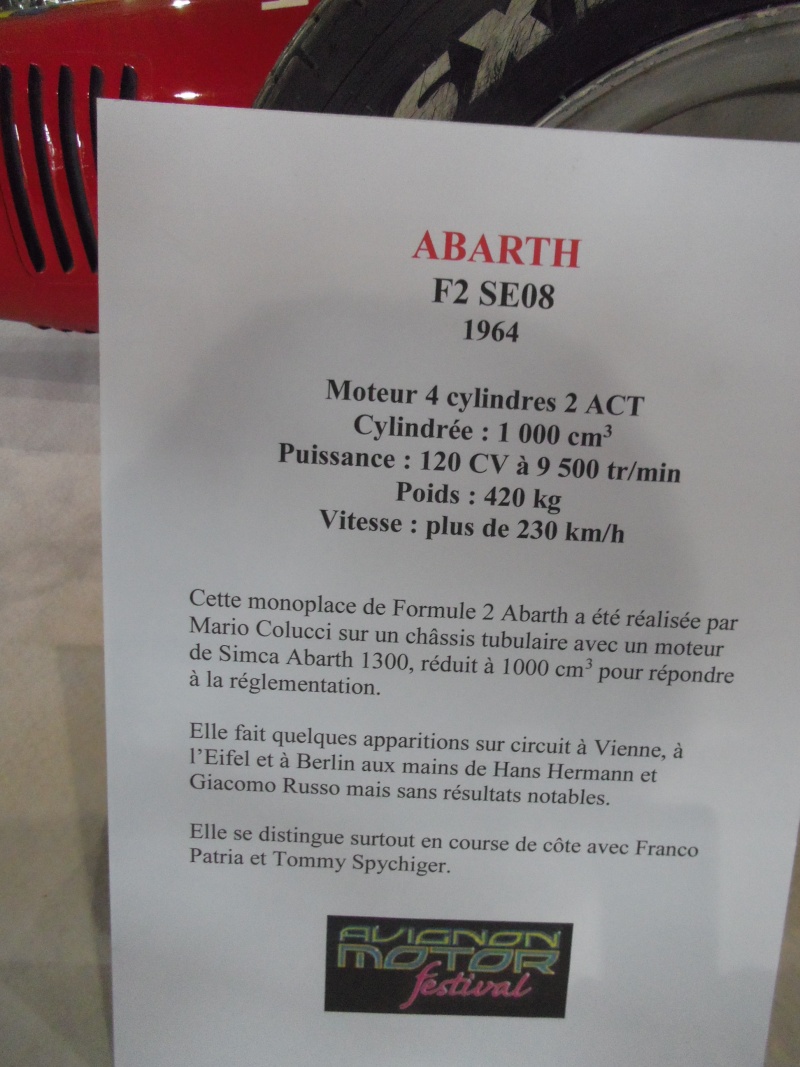 ABARTH
F2 SE08
1964
Moteur 4 cylindres 2 ACT
Cylindrée : 1 000 cm³
Puissance : 120 CV à 9 500 tr/min
Poids : 420 kg
Vitesse : plus de 230 km/h
Cette monoplace de Formule 2 Abarth a été réalisée par
Mario Colucci sur un châssis tubulaire avec un moteur
de Simca Abarth 1300, réduit à 1000 cm³ pour répondre
à la réglementation.
Elle fait quelques apparitions sur circuit à Vienne, à
l’Eifel et à Berlin aux mains de Hans Hermann et
Giacomo Russo mais sans résultats notables.
Elle se distingue surtout en course de côte avec Franco
Patria et Tommy Spychiger.
AVIGNON
MOTOR
festival